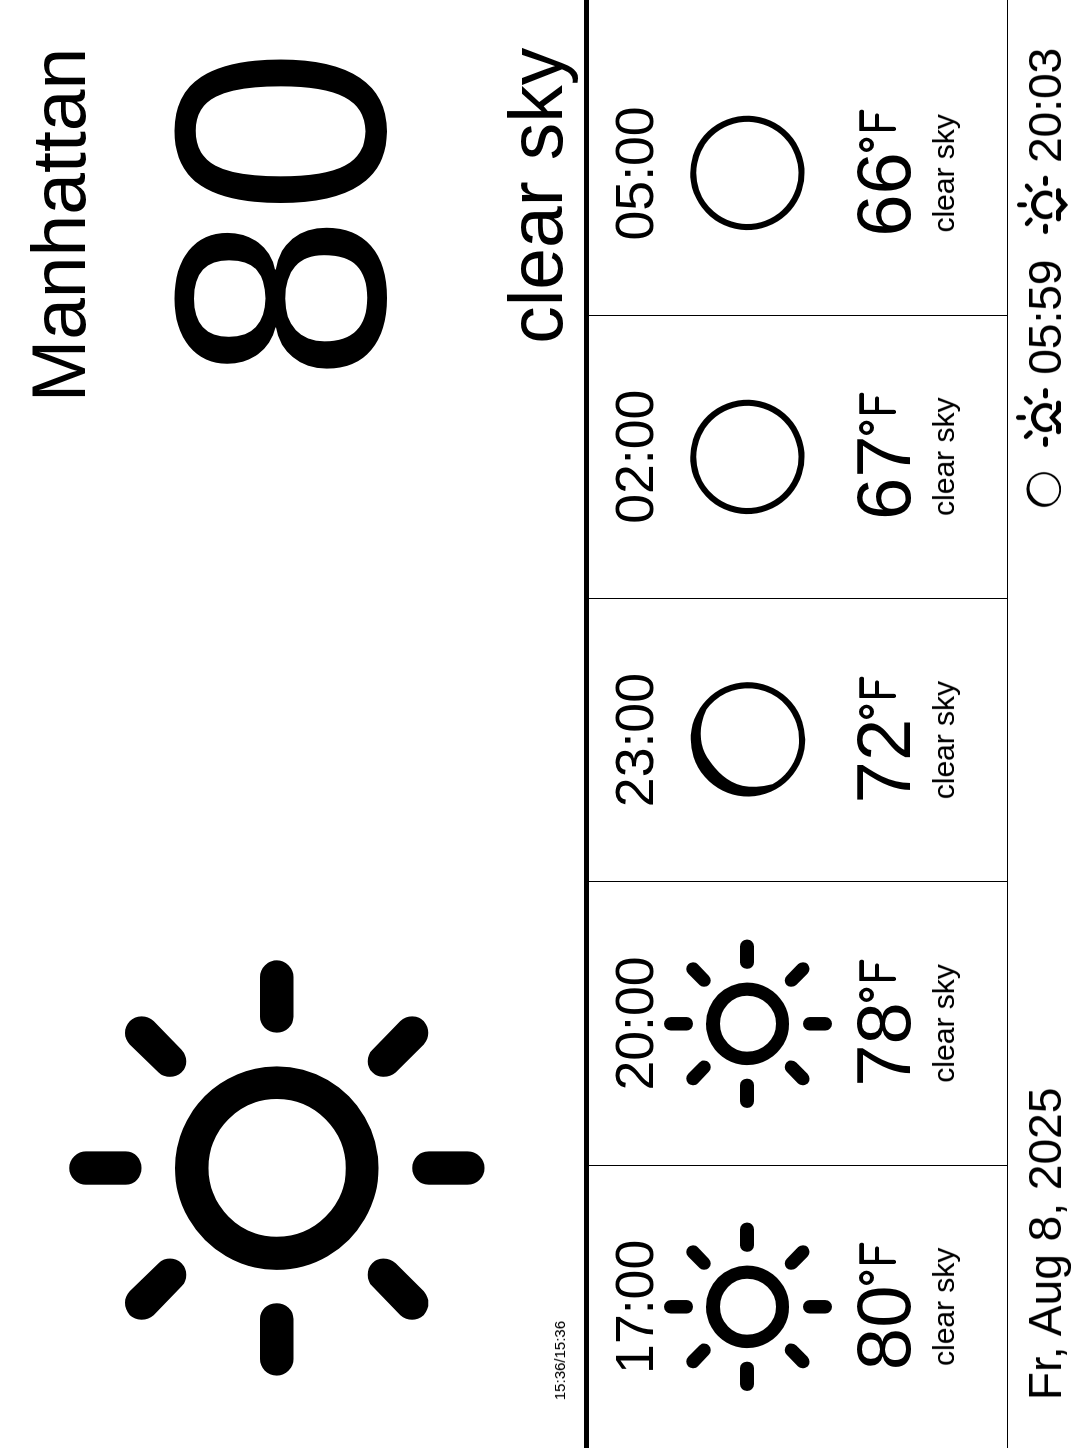 Manhattan
80
clear sky
15:36/15:36
17:00 20:00 23:00 02:00 05:00
80°F 78°F 72°F 67°F 66°F
clear sky clear sky clear sky clear sky clear sky
Fr, Aug 8, 2025 05:59 20:03